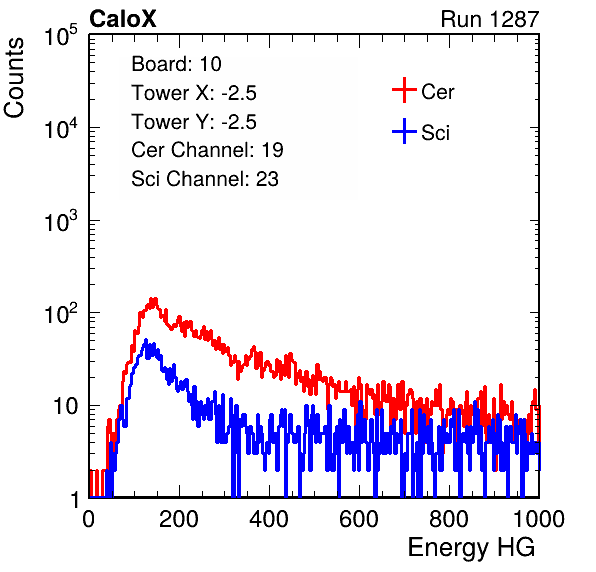 CaloX Run 1287
Counts
Board: 10
Tower X: -2.5
Tower Y: -2.5
Cer Channel: 19
Sci Channel: 23
Cer
Sci
10^5
10^4
10^3
10^2
10
1
0 200 400 600 800 1000
Energy HG